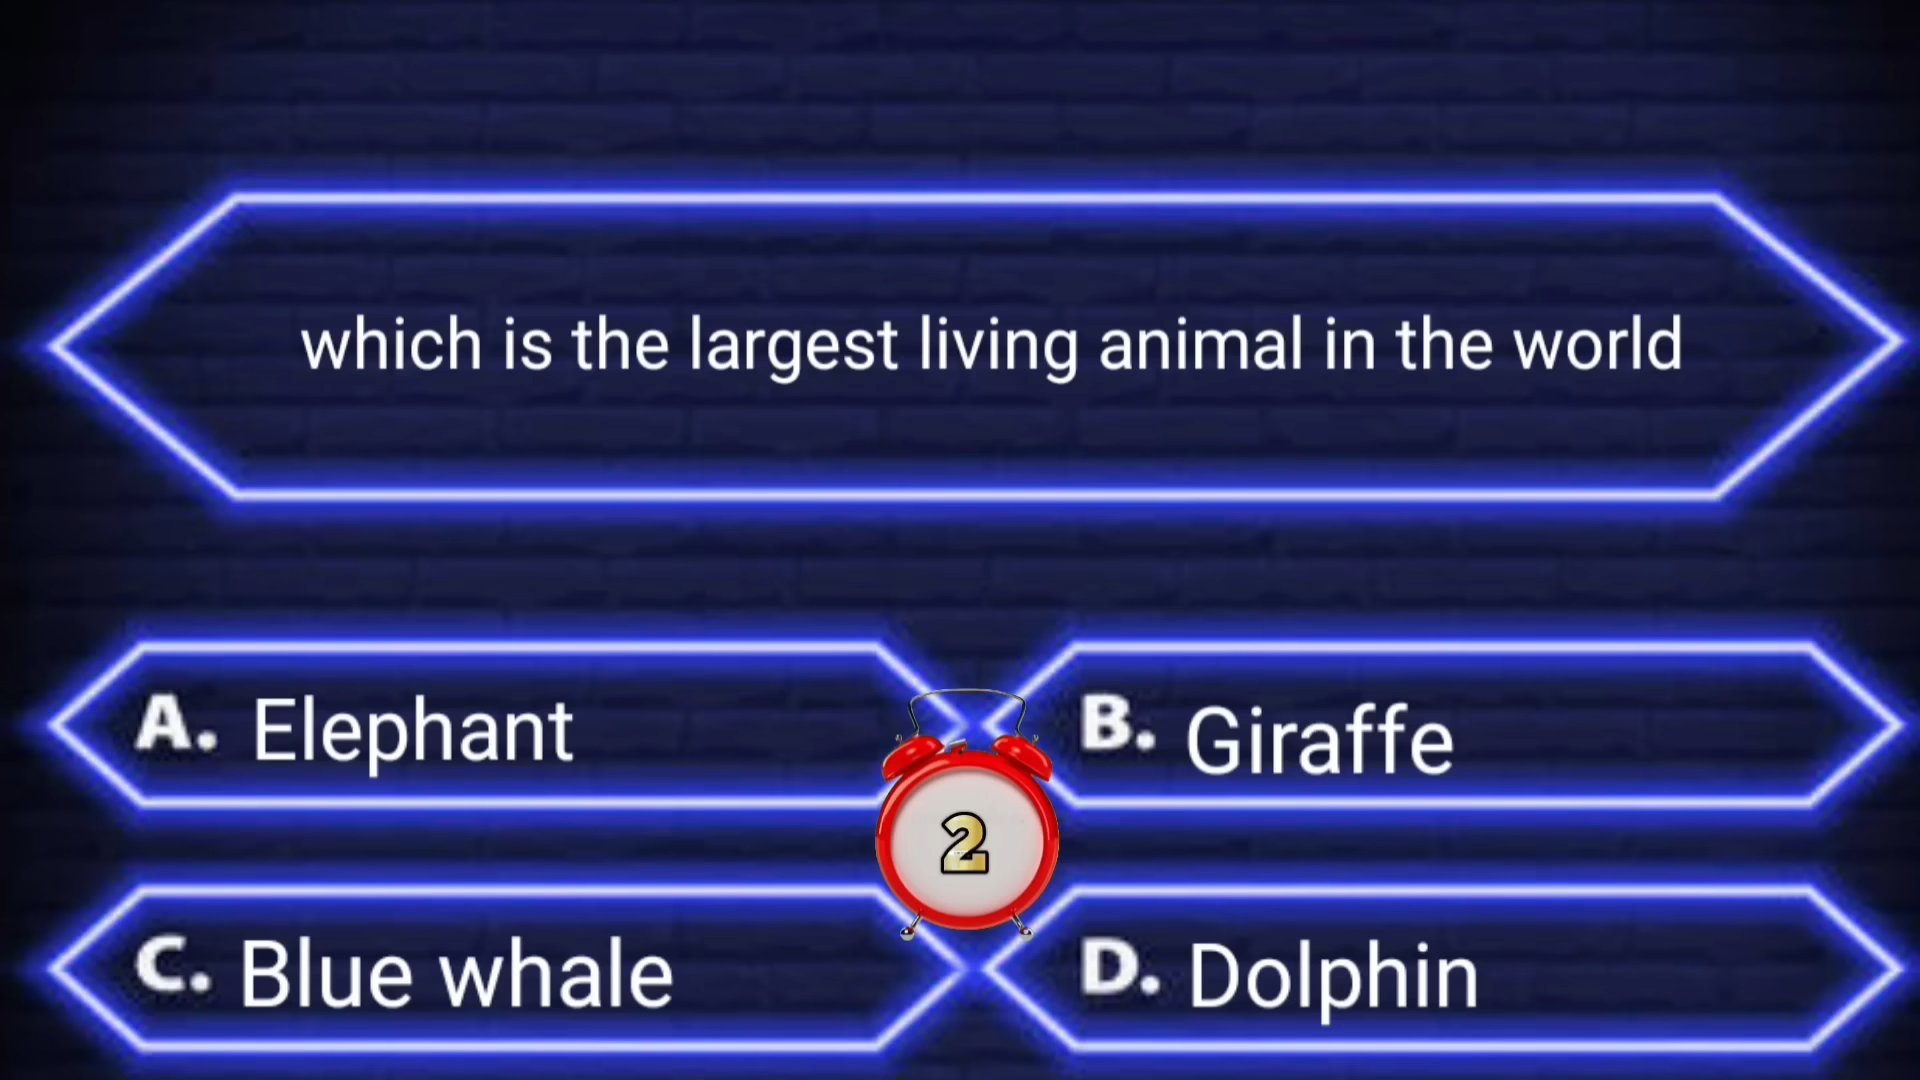 which is the largest living animal in the world
A. Elephant
B. Giraffe
2
C. Blue whale
D. Dolphin